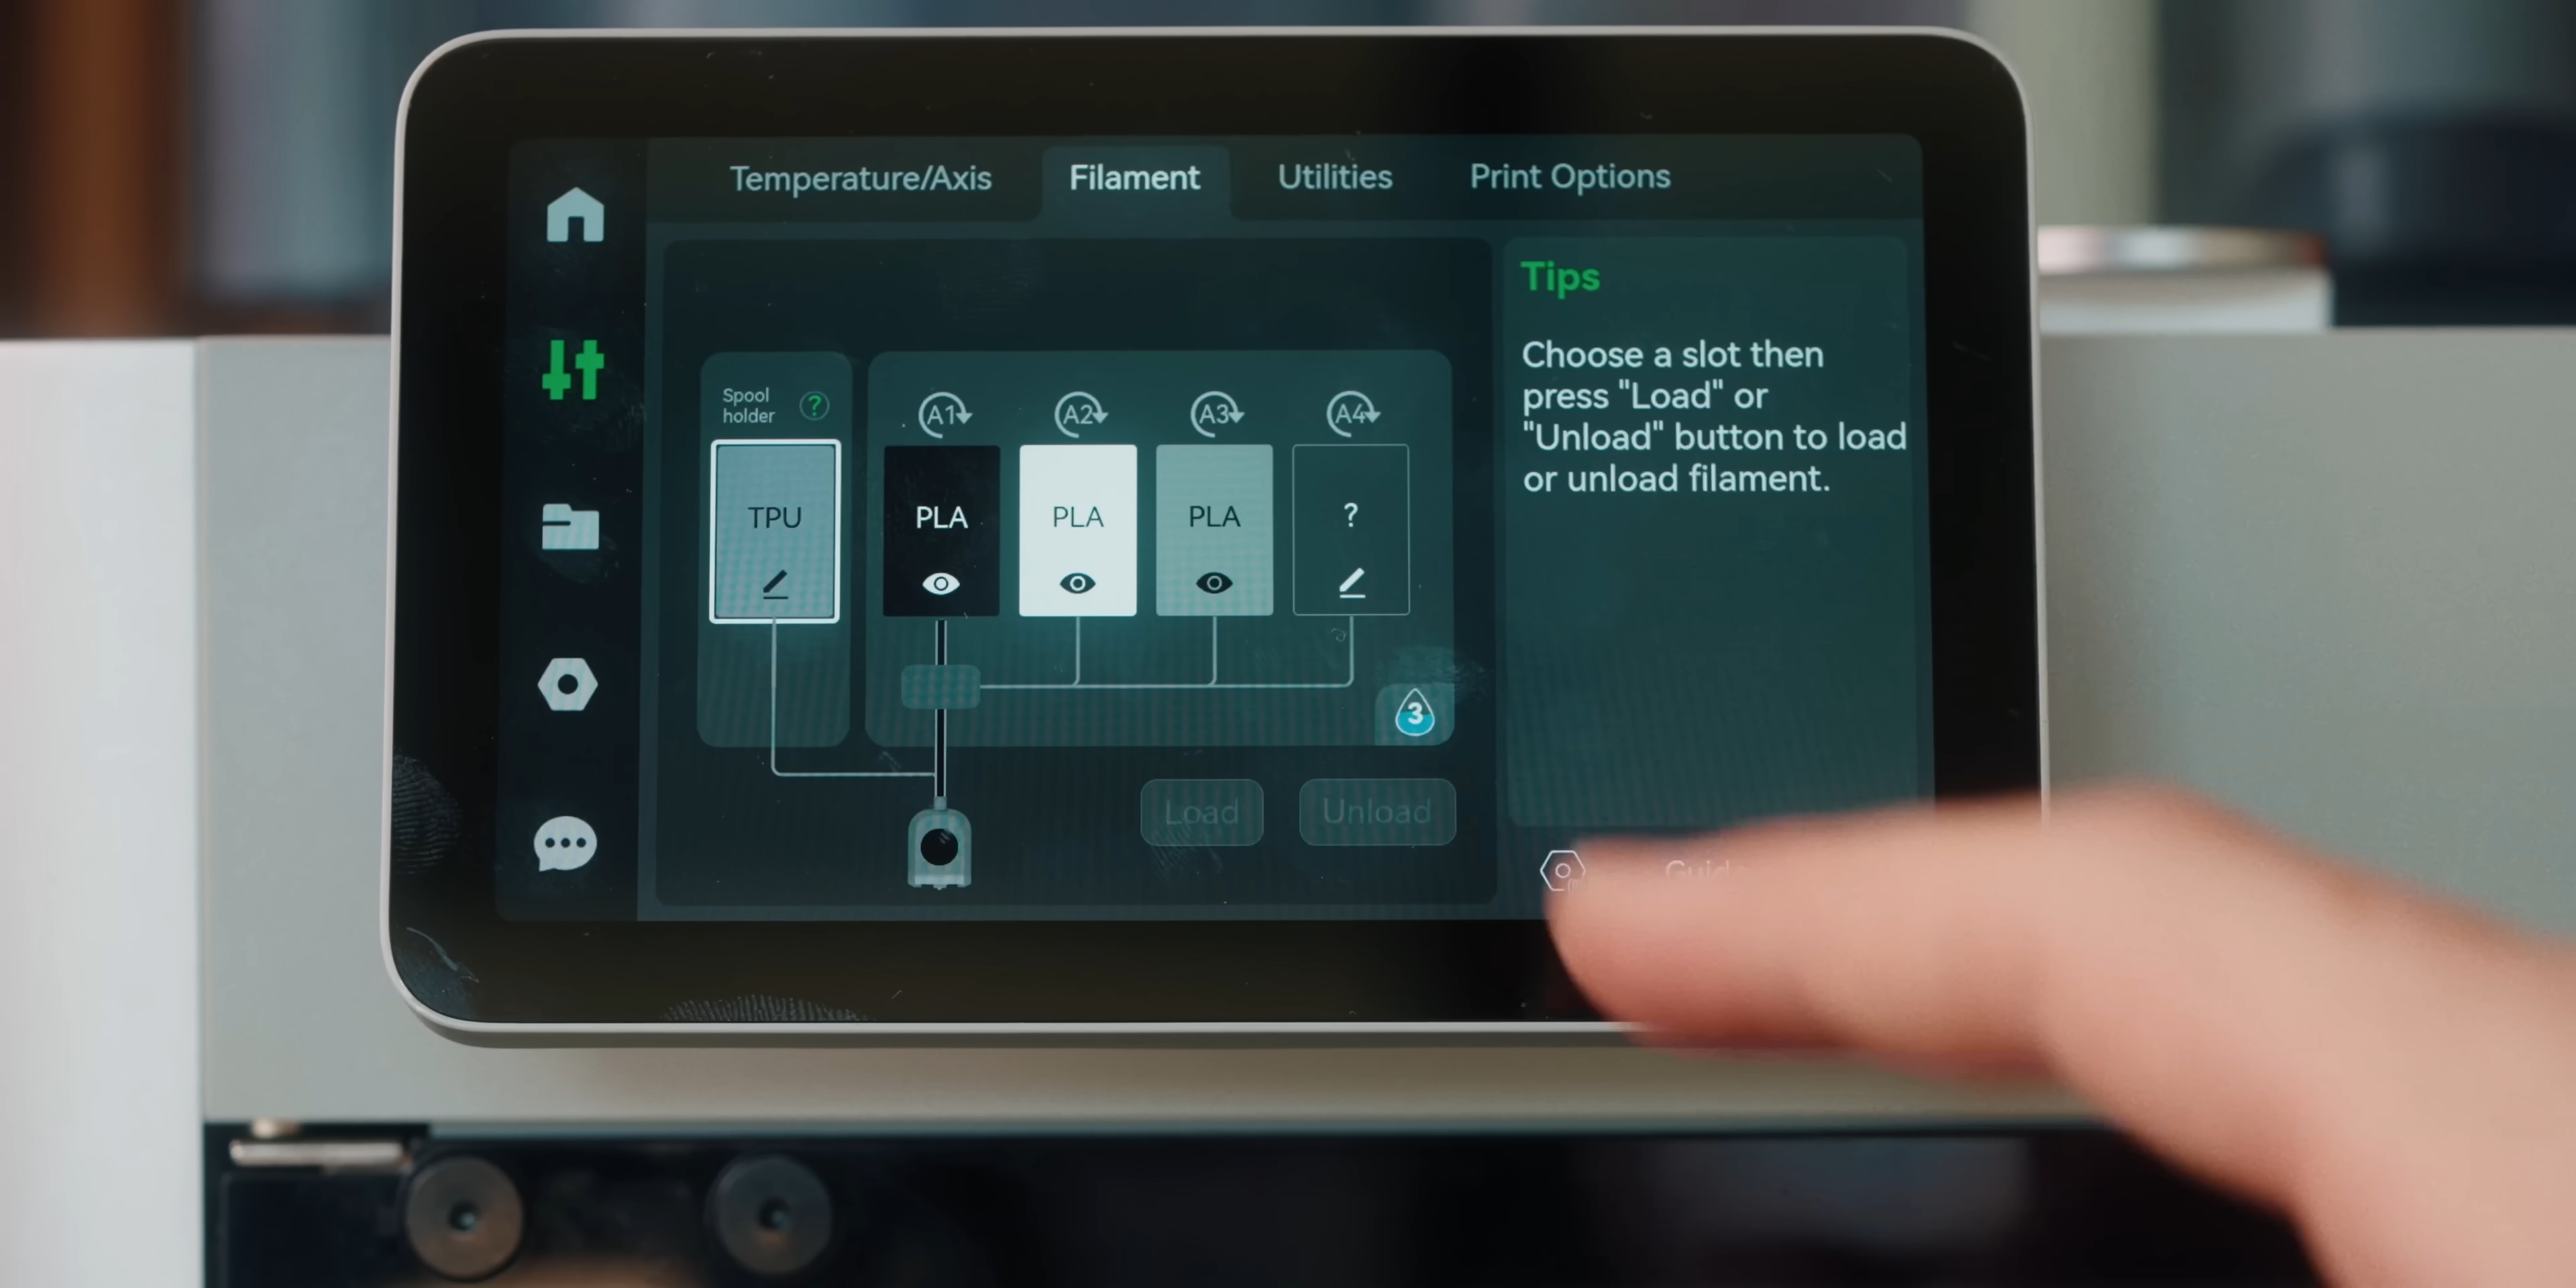 Temperature/Axis
Filament
Utilities
Print Options
Tips
Choose a slot then
press "Load" or
"Unload" button to load
or unload filament.
Spool
holder
?
A1
A2
A3
A4
TPU
PLA
PLA
PLA
?
3
Load
Unload